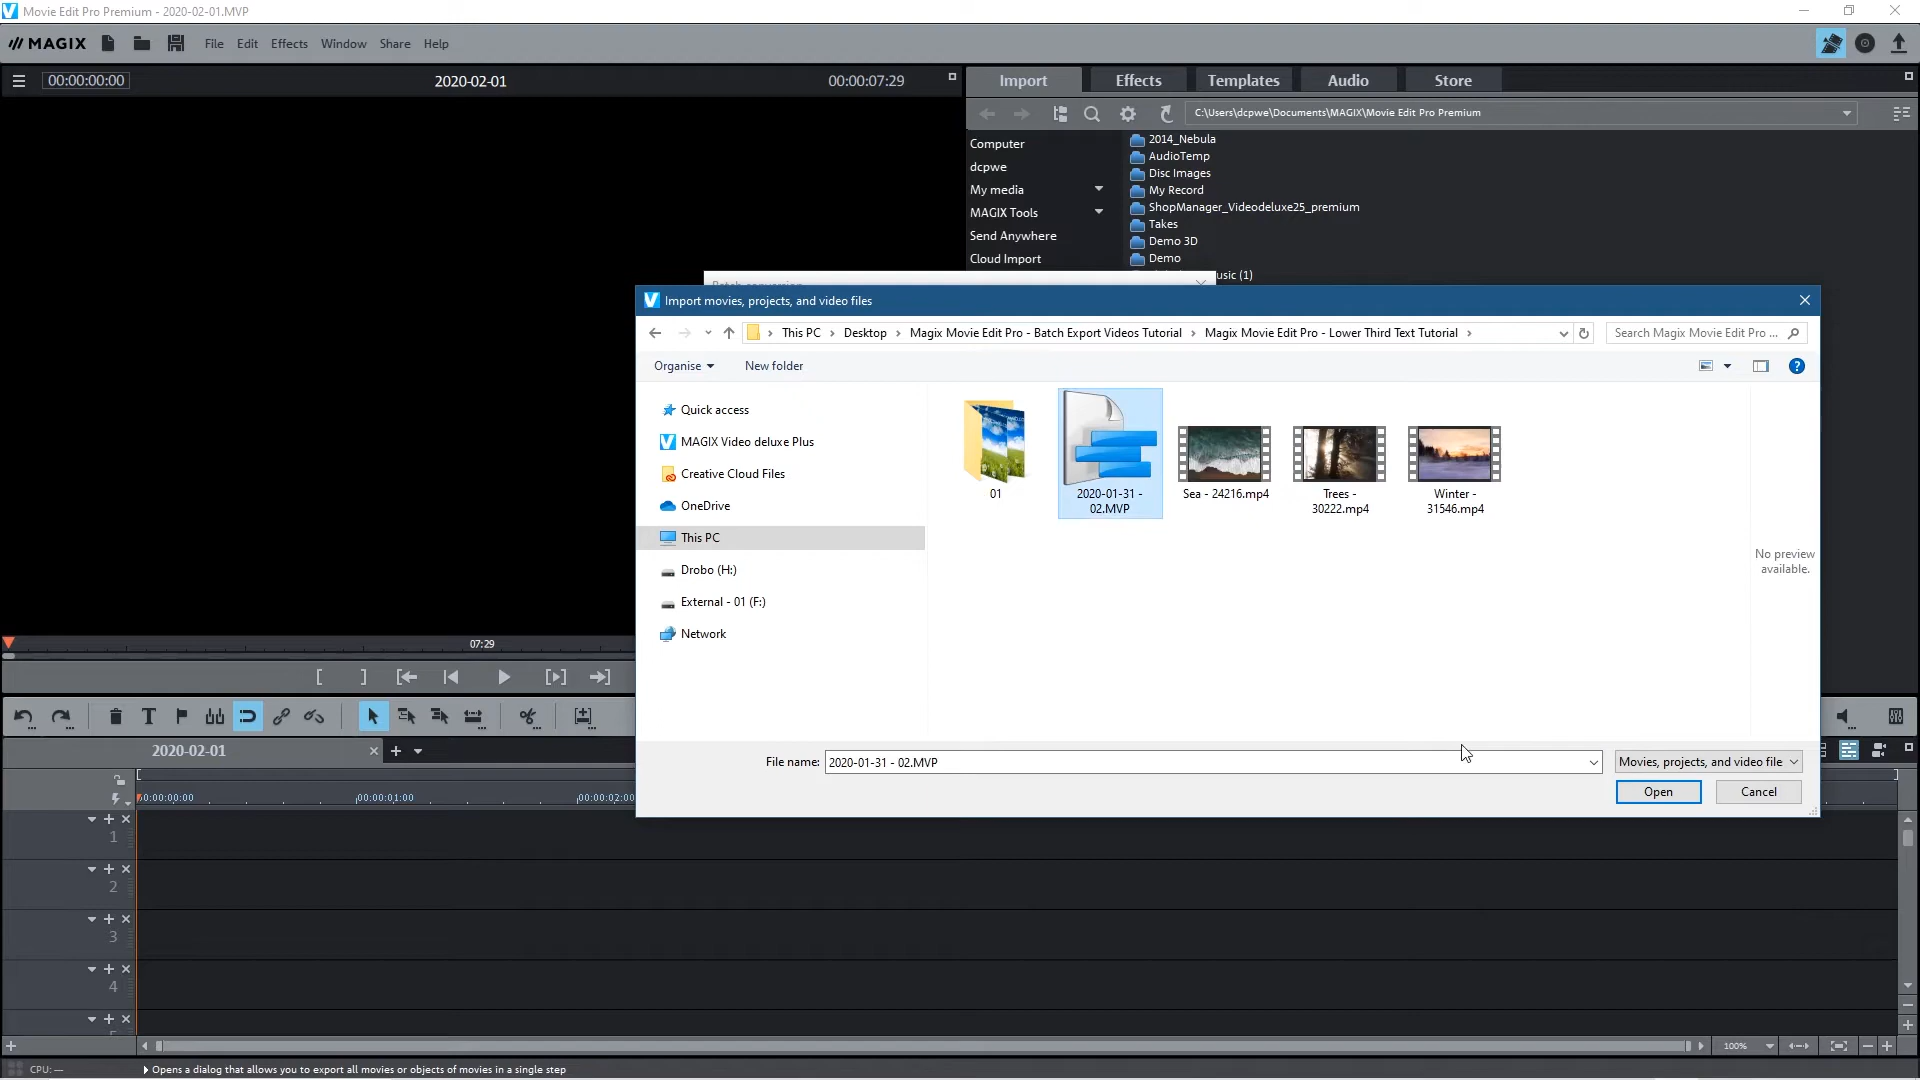 Movie Edit Pro Premium - 2020-02-01.MVP
MAGIX
File Edit Effects Window Share Help
00:00:00:00
2020-02-01
00:00:07:29
Import
Effects
Templates
Audio
Store
C:\Users\dcpwe\Documents\MAGIX\Movie Edit Pro Premium
Computer
dcpwe
My media
MAGIX Tools
Send Anywhere
Cloud Import
2014_Nebula
AudioTemp
Disc Images
My Record
ShopManager_Videodeluxe25_premium
Takes
Demo 3D
Demo
usic (1)
Batch conversion
Import movies, projects, and video files
This PC > Desktop > Magix Movie Edit Pro - Batch Export Videos Tutorial > Magix Movie Edit Pro - Lower Third Text Tutorial >
Search Magix Movie Edit Pro ...
Organise
New folder
Quick access
MAGIX Video deluxe Plus
Creative Cloud Files
OneDrive
This PC
Drobo (H:)
External - 01 (F:)
Network
01
2020-01-31 -
02.MVP
Sea - 24216.mp4
Trees -
30222.mp4
Winter -
31546.mp4
No preview
available.
File name:
2020-01-31 - 02.MVP
Movies, projects, and video file
Open
Cancel
07:29
2020-02-01
00:00:00:00
00:00:01:00
00:00:02:00
1
2
3
4
100%
CPU: ---
Opens a dialog that allows you to export all movies or objects of movies in a single step